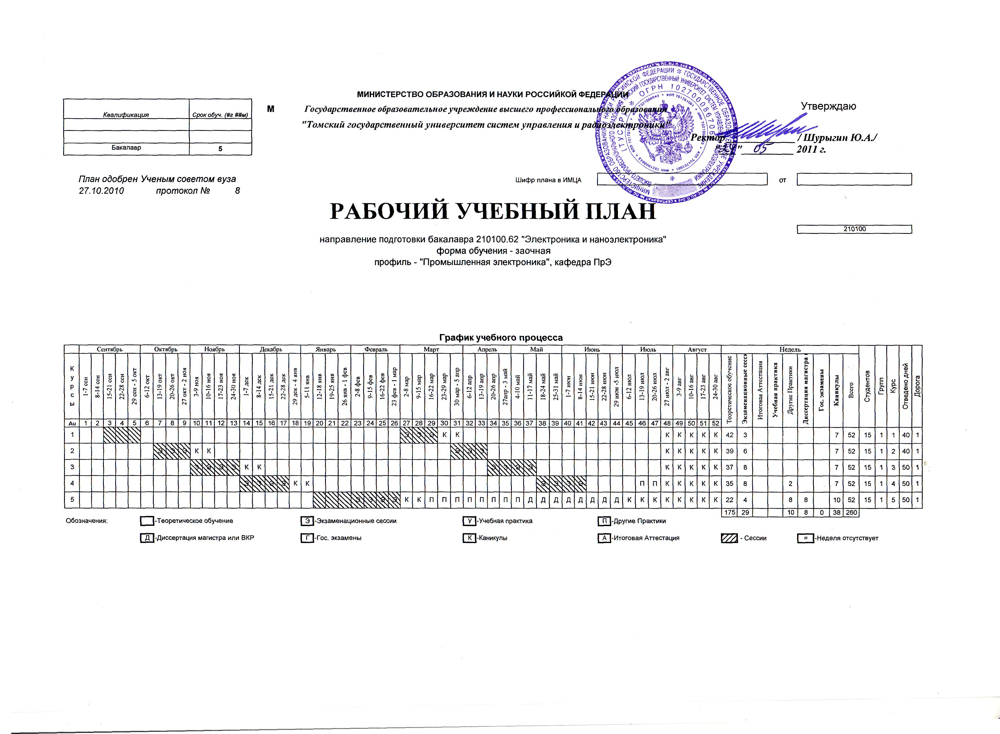 МИНИСТЕРСТВО ОБРАЗОВАНИЯ И НАУКИ РОССИЙКОЙ ФЕДЕРАЦИИ
М Государственное образовательное учреждение высшего профессионального образования
"Томский государственный университет систем управления и радиоэлектроники"
Квалификация Срок обуч. (#г ##м)
Бакалавр 5
Утверждаю
Ректор / Шурыгин Ю.А./
" " 05 2011 г.
План одобрен Ученым советом вуза
27.10.2010 протокол № 8
Шифр плана в ИМЦА от
РАБОЧИЙ УЧЕБНЫЙ ПЛАН
210100
направление подготовки бакалавра 210100.62 "Электроника и наноэлектроника"
форма обучения - заочная
профиль - "Промышленная электроника", кафедра ПрЭ
График учебного процесса
Курсы Сентябрь Октябрь Ноябрь Декабрь Январь Февраль Март Апрель Май Июнь Июль Август Недель Студентов Групп Курс Отведено дней Дорога
1-7 сен 8-14 сен 15-21 сен 22-28 сен 29 сен - 5 окт 6-12 окт 13-19 окт 20-26 окт 27 окт - 2 ноя 3-9 ноя 10-16 ноя 17-23 ноя 24-30 ноя 1-7 дек 8-14 дек 15-21 дек 22-28 дек 29 дек - 4 янв 5-11 янв 12-18 янв 19-25 янв 26 янв - 1 фев 2-8 фев 9-15 фев 16-22 фев 23 фев - 1 мар 2-8 мар 9-15 мар 16-22 мар 23-29 мар 30 мар - 5 апр 6-12 апр 13-19 апр 20-26 апр 27апр - 3 май 4-10 май 11-17 май 18-24 май 25-31 май 1-7 июн 8-14 июн 15-21 июн 22-28 июн 29 июн -5 июл 6-12 июл 13-19 июл 20-26 июл 27 июл - 2 авг 3-9 авг 10-16 авг 17-23 авг 24-30 авг Теоретическое обучение Экзаменационные сесси Итоговая Аттестация Учебная практика Другие Практики Диссертация магистра Гос. экзамены Каникулы Всего
Au 1 2 3 4 5 6 7 8 9 10 11 12 13 14 15 16 17 18 19 20 21 22 23 24 25 26 27 28 29 30 31 32 33 34 35 36 37 38 39 40 41 42 43 44 45 46 47 48 49 50 51 52
1 Э Э Э К К К К К К К 42 3 7 52 15 1 1 40 1
2 Э Э Э К К Э Э Э К К К К К 39 6 7 52 15 1 2 40 1
3 Э Э Э Э К К Э Э Э Э К К К К К 37 8 7 52 15 1 3 50 1
4 Э Э Э Э К К Э Э Э Э П П К К К К К 35 8 2 7 52 15 1 4 50 1
5 Э Э Э Э К К П П П П П П П П Д Д Д Д Д Д Д Д К К К К К К К К 22 4 8 8 10 52 15 1 5 50 1
175 29 10 8 0 38 260
Обозначения: -Теоретическое обучение Э -Экзаменационные сессии У -Учебная практика П -Другие Практики
Д -Диссертация магистра или ВКР Г -Гос. экзамены К -Каникулы А -Итоговая Аттестация - Сессии = -Неделя отсутствует